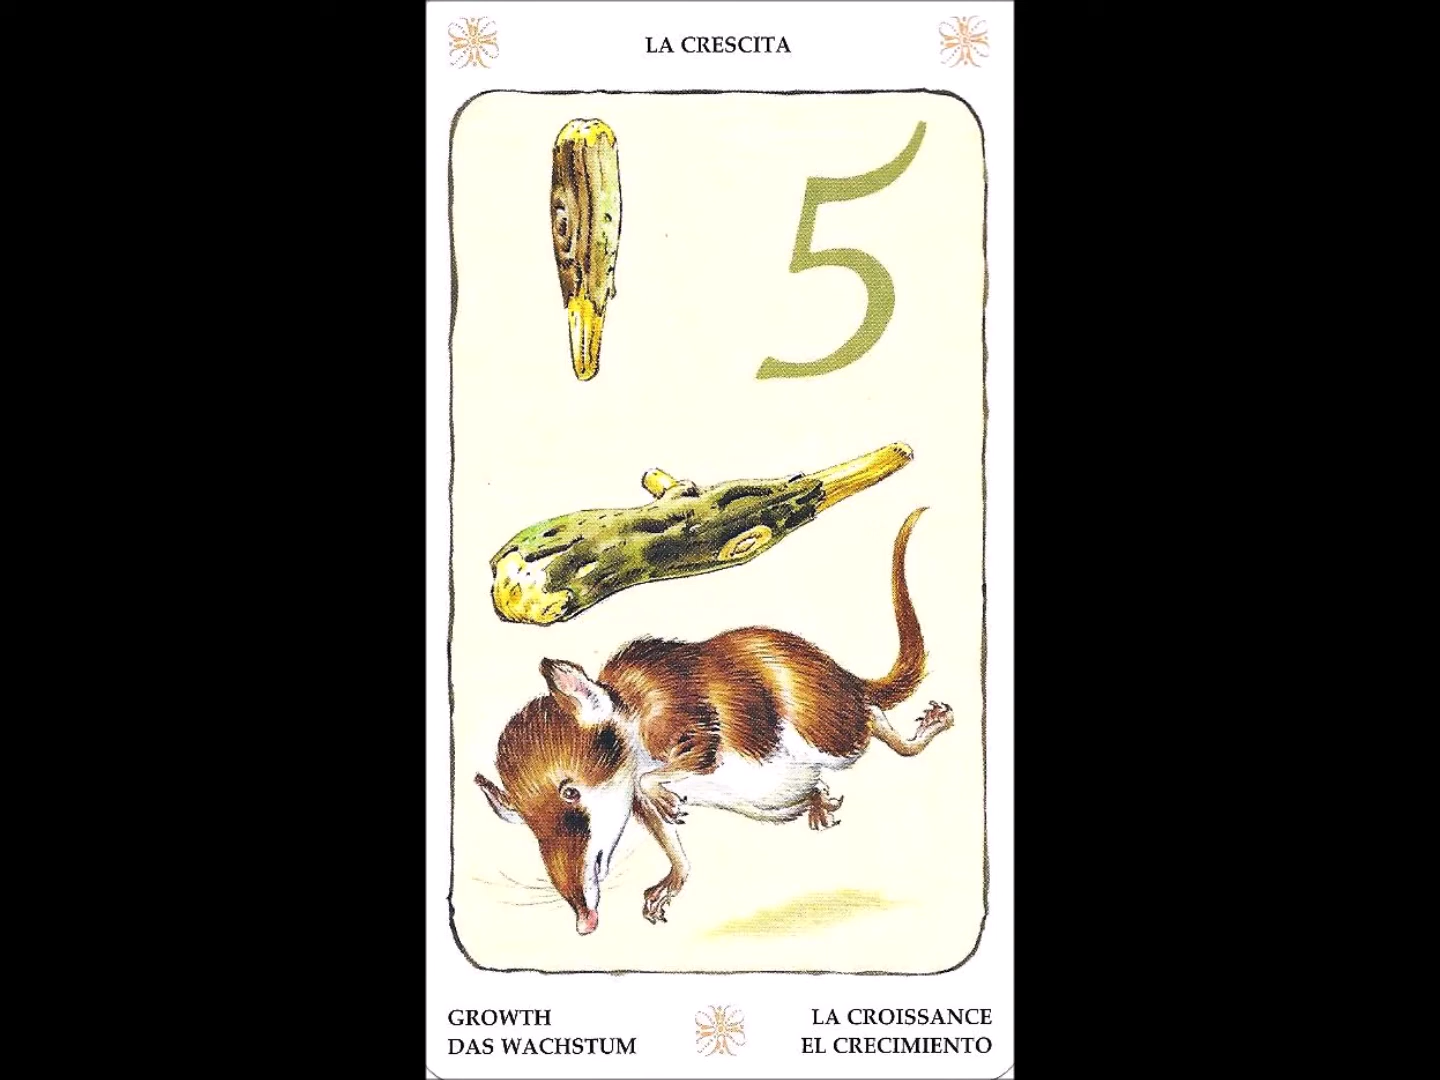 LA CRESCITA
5
GROWTH
DAS WACHSTUM
LA CROISSANCE
EL CRECIMIENTO